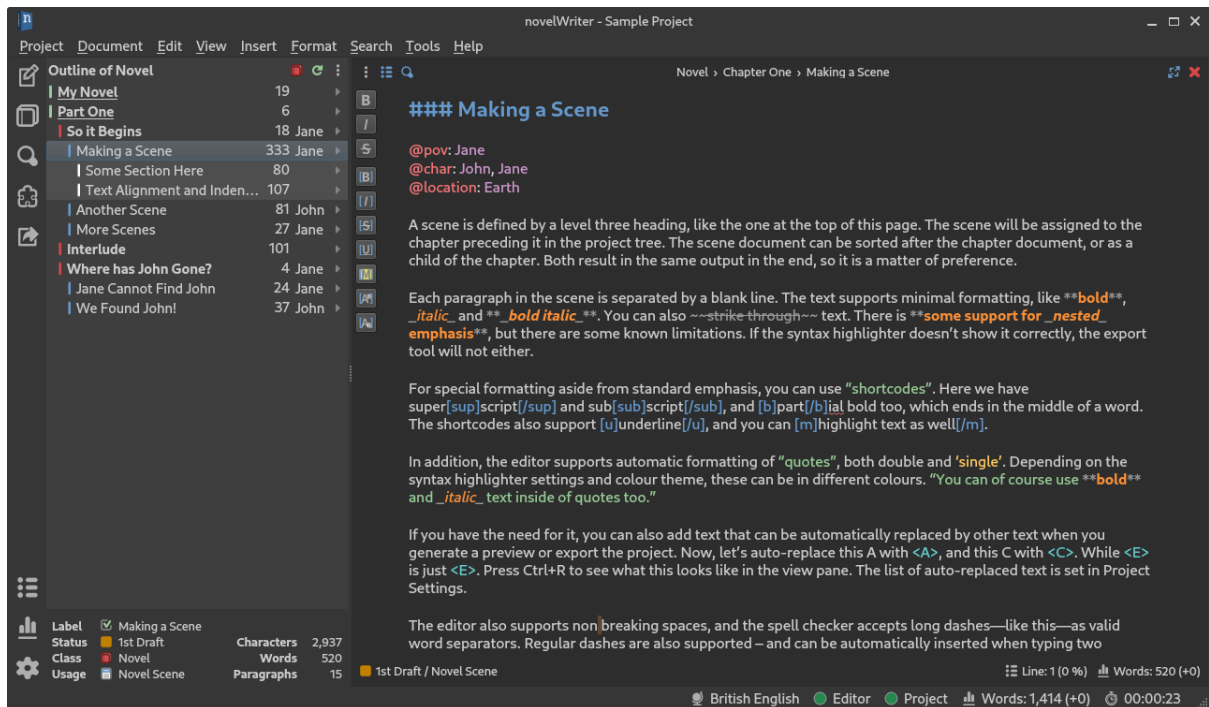 novelWriter - Sample Project
Project Document Edit View Insert Format Search Tools Help
Outline of Novel
My Novel 19
Part One 6
So it Begins 18 Jane
Making a Scene 333 Jane
Some Section Here 80
Text Alignment and Inden... 107
Another Scene 81 John
More Scenes 27 Jane
Interlude 101
Where has John Gone? 4 Jane
Jane Cannot Find John 24 Jane
We Found John! 37 John
Label Making a Scene
Status 1st Draft Characters 2,937
Class Novel Words 520
Usage Novel Scene Paragraphs 15
Novel › Chapter One › Making a Scene
B
I
S
[B]
[I]
[S]
[U]
[M]
[A]
[A]
### Making a Scene
@pov: Jane
@char: John, Jane
@location: Earth
A scene is defined by a level three heading, like the one at the top of this page. The scene will be assigned to the
chapter preceding it in the project tree. The scene document can be sorted after the chapter document, or as a
child of the chapter. Both result in the same output in the end, so it is a matter of preference.
Each paragraph in the scene is separated by a blank line. The text supports minimal formatting, like **bold**,
_italic_ and **_bold italic_**. You can also ~~strike through~~ text. There is **some support for _nested_
emphasis**, but there are some known limitations. If the syntax highlighter doesn’t show it correctly, the export
tool will not either.
For special formatting aside from standard emphasis, you can use “shortcodes”. Here we have
super[sup]script[/sup] and sub[sub]script[/sub], and [b]part[/b]ial bold too, which ends in the middle of a word.
The shortcodes also support [u]underline[/u], and you can [m]highlight text as well[/m].
In addition, the editor supports automatic formatting of “quotes”, both double and ‘single’. Depending on the
syntax highlighter settings and colour theme, these can be in different colours. “You can of course use **bold**
and _italic_ text inside of quotes too.”
If you have the need for it, you can also add text that can be automatically replaced by other text when you
generate a preview or export the project. Now, let’s auto-replace this A with <A>, and this C with <C>. While <E>
is just <E>. Press Ctrl+R to see what this looks like in the view pane. The list of auto-replaced text is set in Project
Settings.
The editor also supports non breaking spaces, and the spell checker accepts long dashes—like this—as valid
word separators. Regular dashes are also supported – and can be automatically inserted when typing two
1st Draft / Novel Scene Line: 1 (0 %) Words: 520 (+0)
British English Editor Project Words: 1,414 (+0) 00:00:23